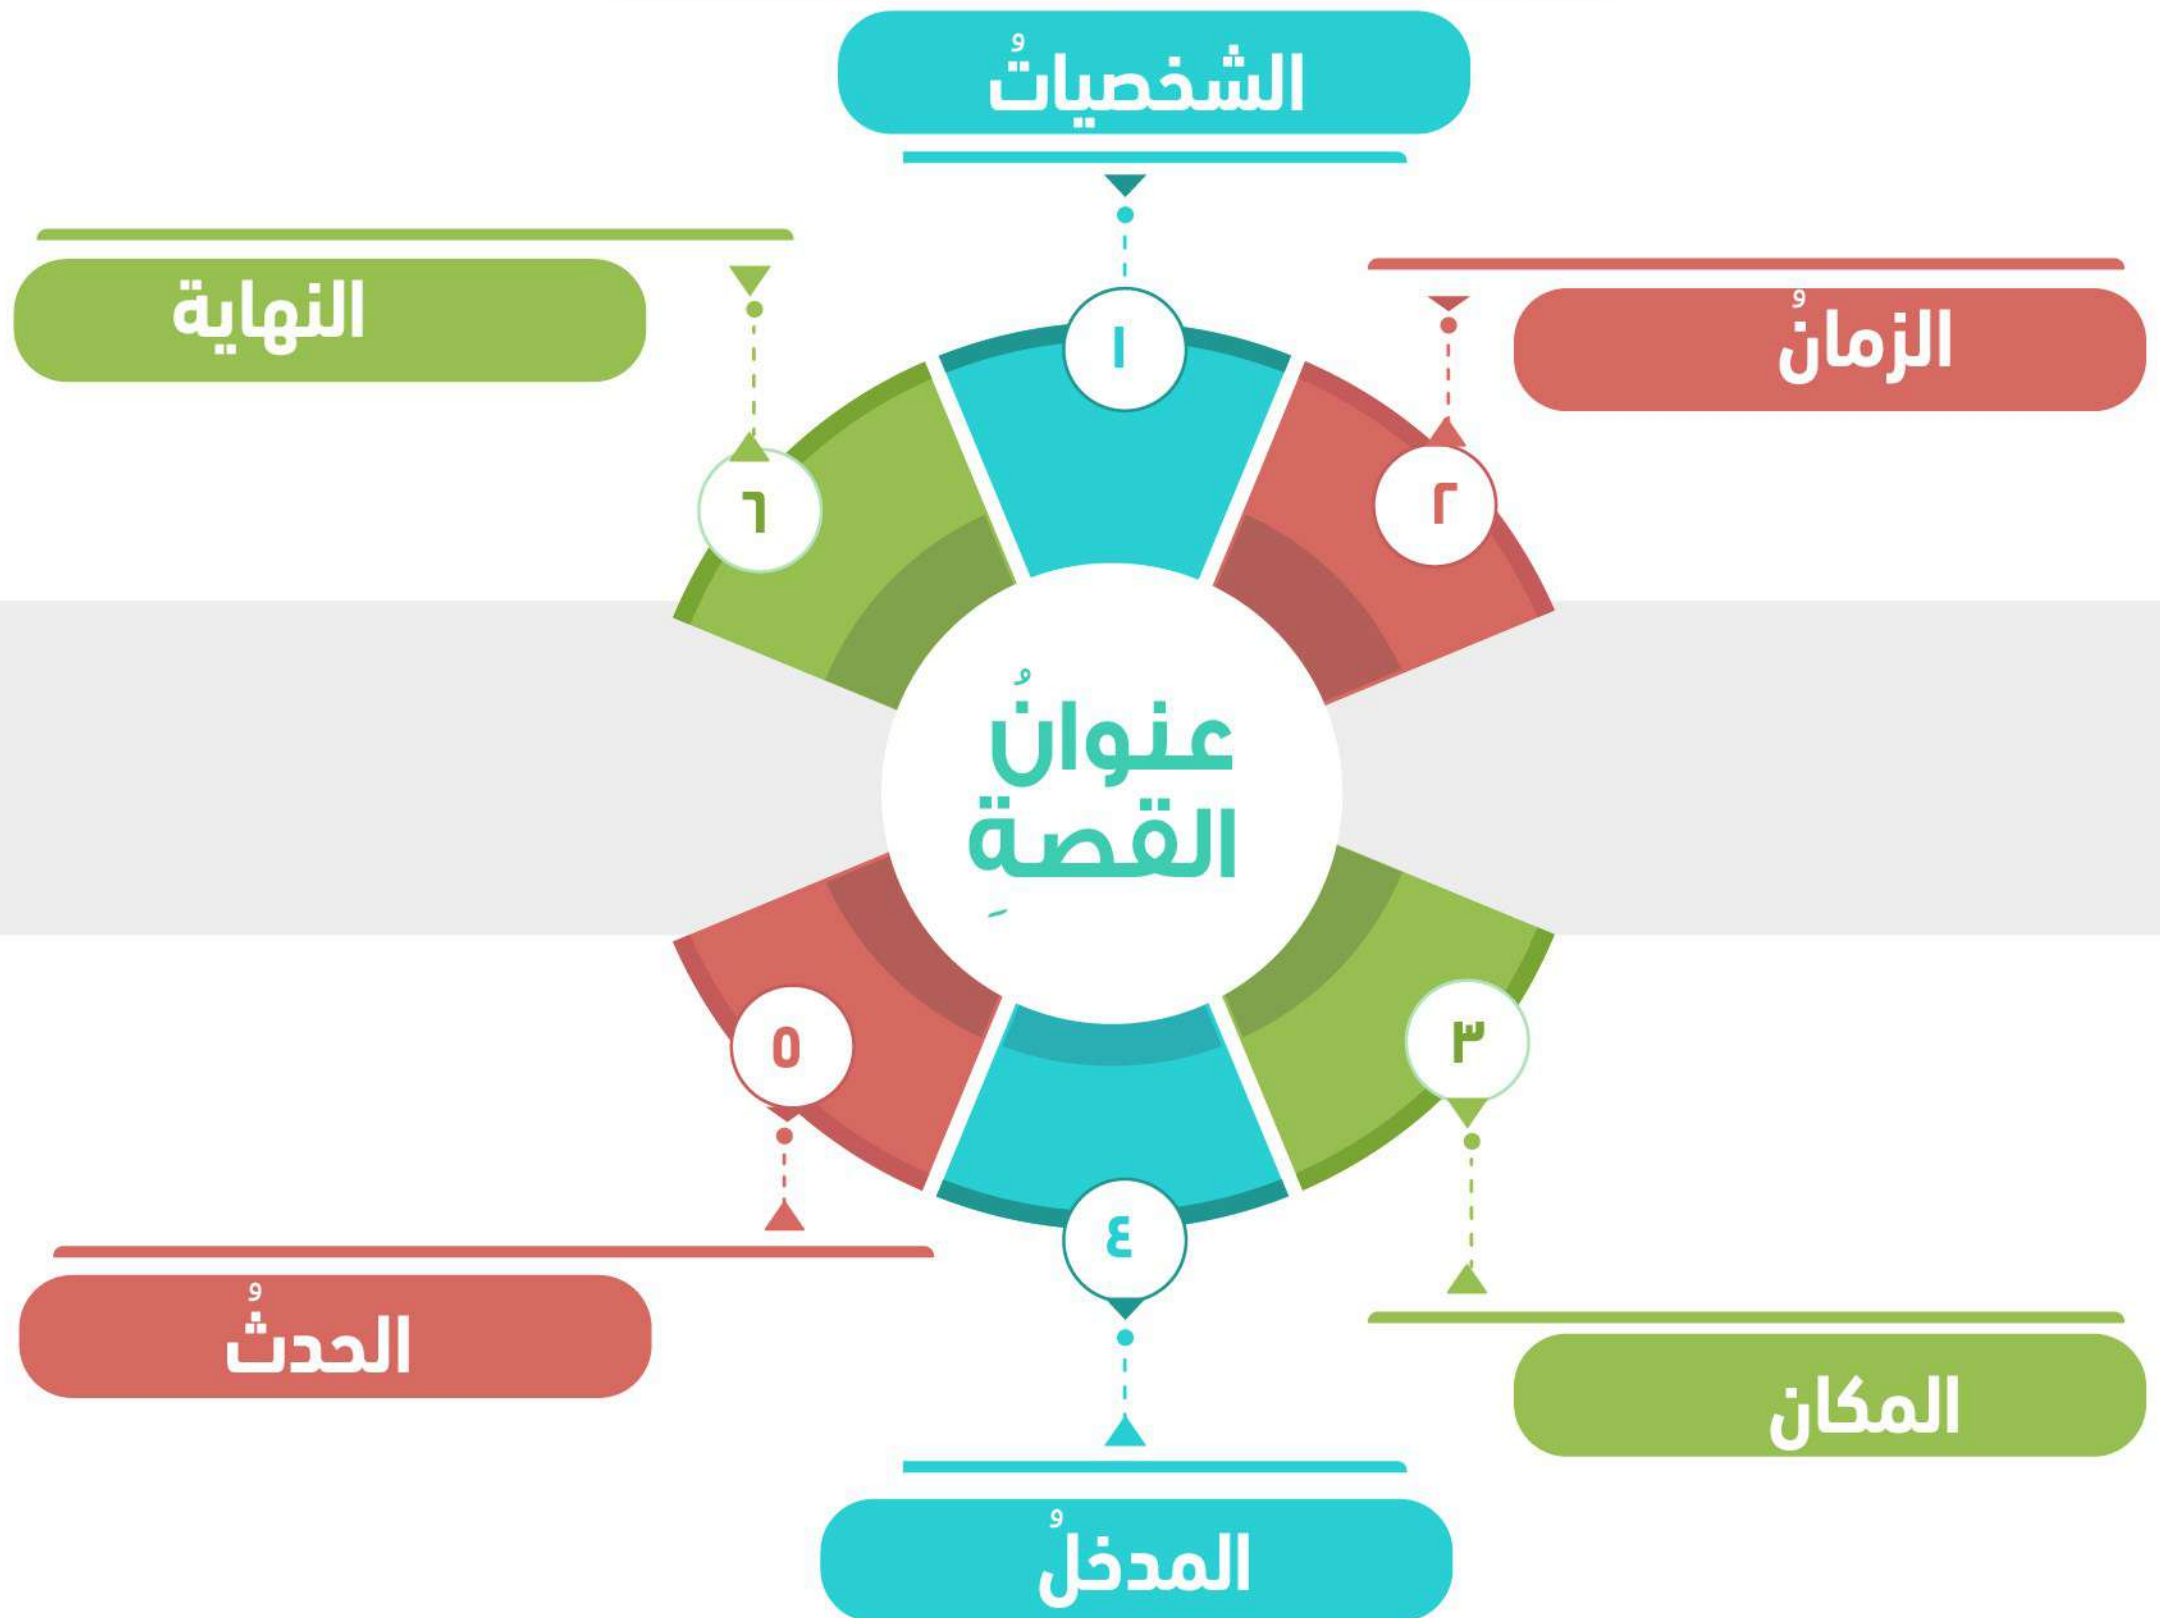 الشخصياتُ
١
الزمانُ
٢
المكان
٣
المدخلُ
٤
الحدثُ
٥
النهاية
٦
عنوانُ
القصةِ